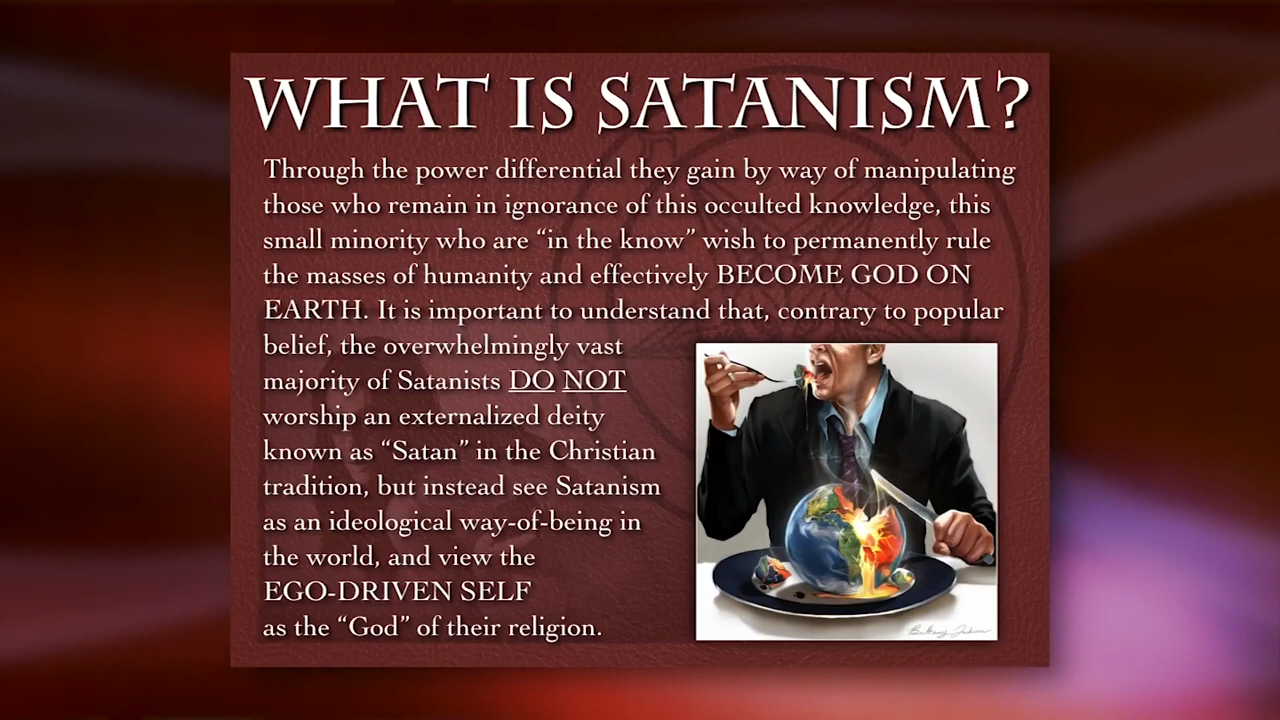 WHAT IS SATANISM?
Through the power differential they gain by way of manipulating
those who remain in ignorance of this occulted knowledge, this
small minority who are “in the know” wish to permanently rule
the masses of humanity and effectively BECOME GOD ON
EARTH. It is important to understand that, contrary to popular
belief, the overwhelmingly vast
majority of Satanists DO NOT
worship an externalized deity
known as “Satan” in the Christian
tradition, but instead see Satanism
as an ideological way-of-being in
the world, and view the
EGO-DRIVEN SELF
as the “God” of their religion.